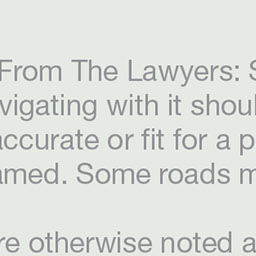 From The Lawyers: S
vigating with it shoul
accurate or fit for a p
amed. Some roads m
re otherwise noted a